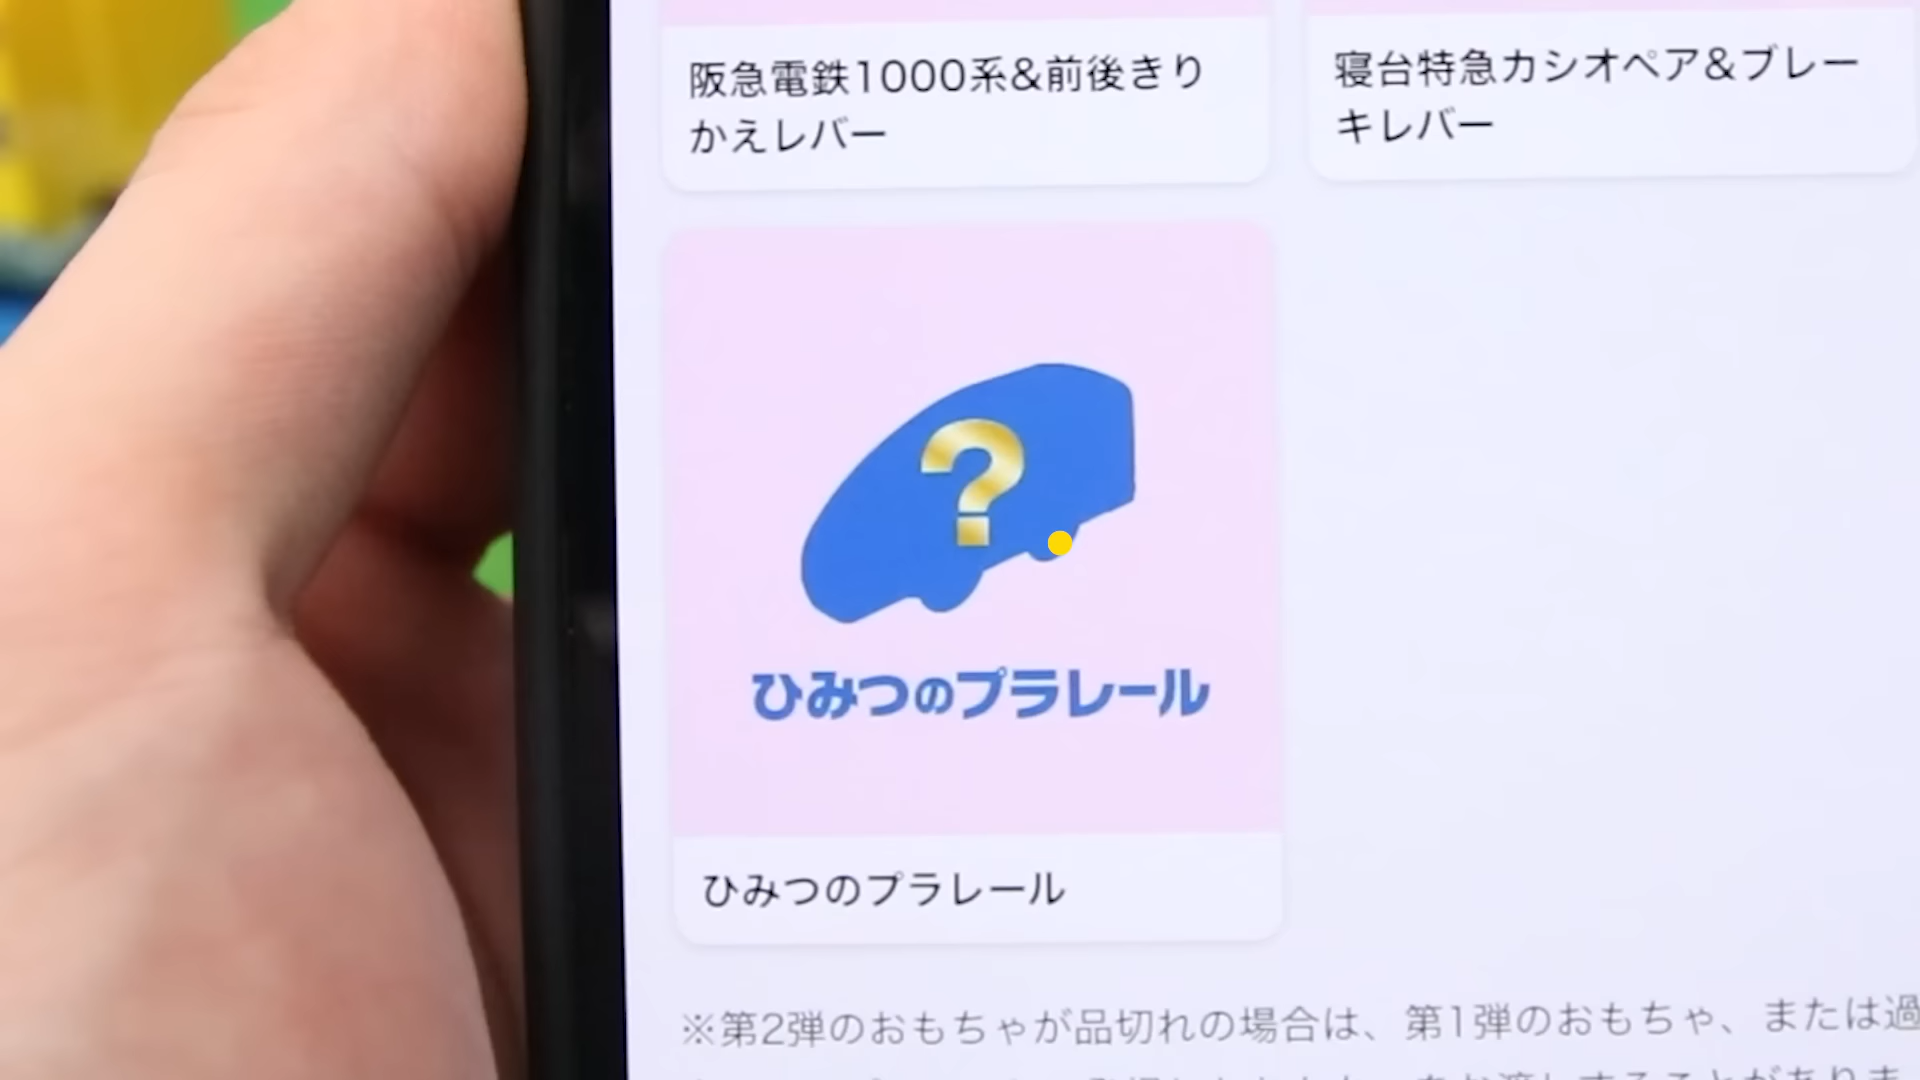 阪急電鉄1000系&前後きり
かえレバー
寝台特急カシオペア&ブレー
キレバー
?
ひみつのプラレール
ひみつのプラレール
※第2弾のおもちゃが品切れの場合は、第1弾のおもちゃ、または過